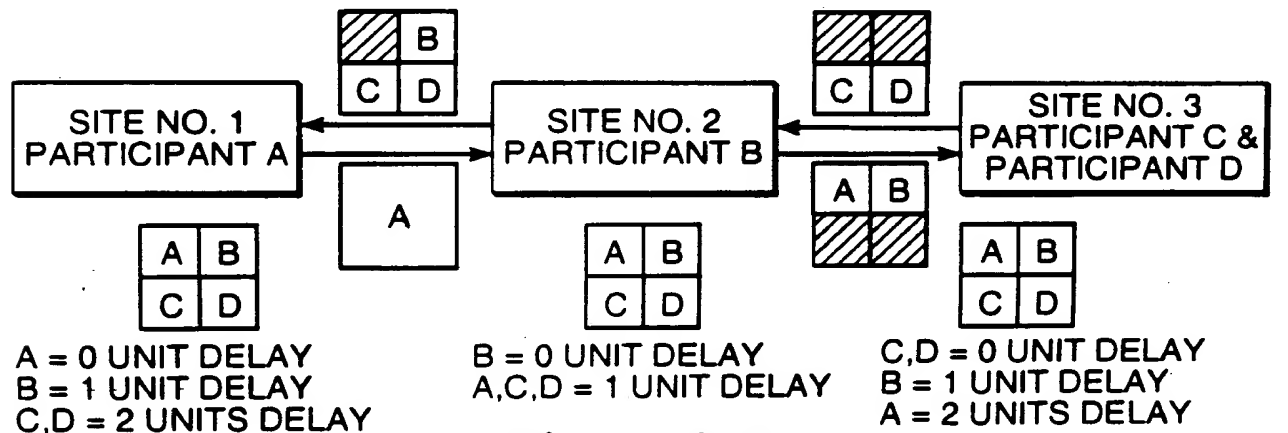 B
C D
C D
SITE NO. 1
PARTICIPANT A
SITE NO. 2
PARTICIPANT B
SITE NO. 3
PARTICIPANT C &
PARTICIPANT D
A
A B
A B
C D
A B
C D
A B
C D
A = 0 UNIT DELAY
B = 1 UNIT DELAY
C,D = 2 UNITS DELAY
B = 0 UNIT DELAY
A,C,D = 1 UNIT DELAY
C,D = 0 UNIT DELAY
B = 1 UNIT DELAY
A = 2 UNITS DELAY